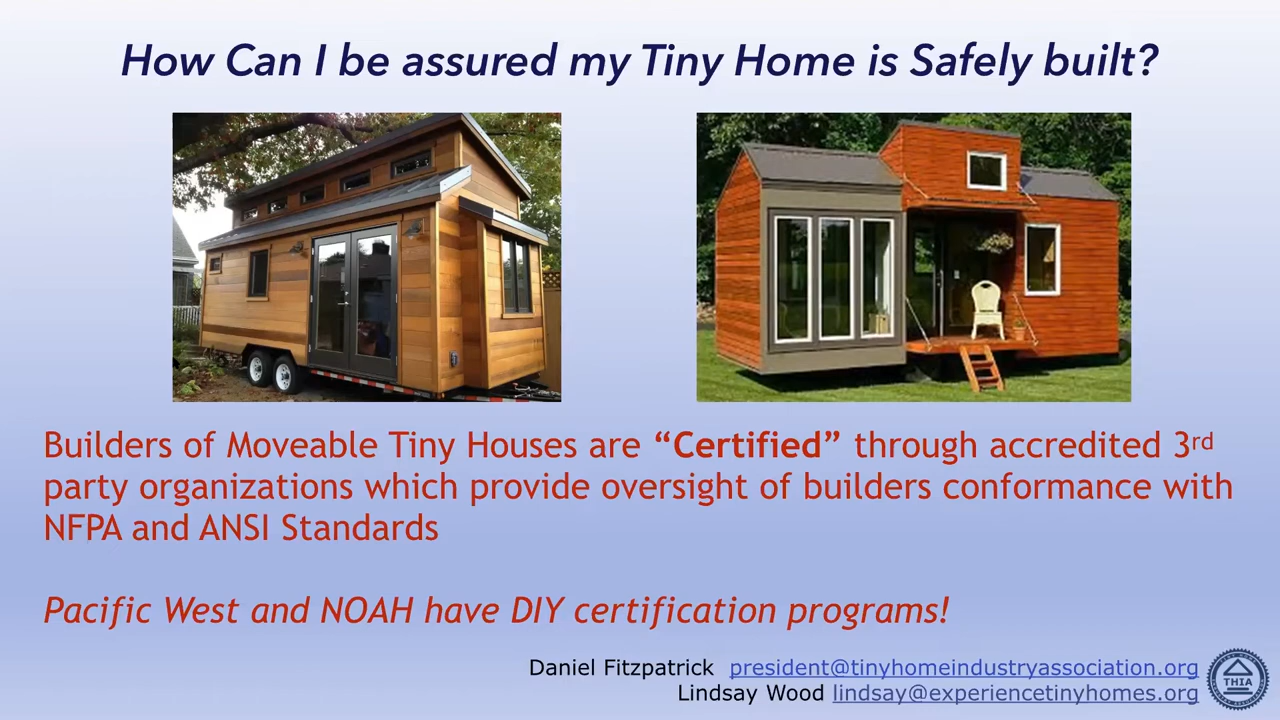 How Can I be assured my Tiny Home is Safely built?
Builders of Moveable Tiny Houses are “Certified” through accredited 3rd
party organizations which provide oversight of builders conformance with
NFPA and ANSI Standards
Pacific West and NOAH have DIY certification programs!
Daniel Fitzpatrick president@tinyhomeindustryassociation.org
Lindsay Wood lindsay@experiencetinyhomes.org
THIA